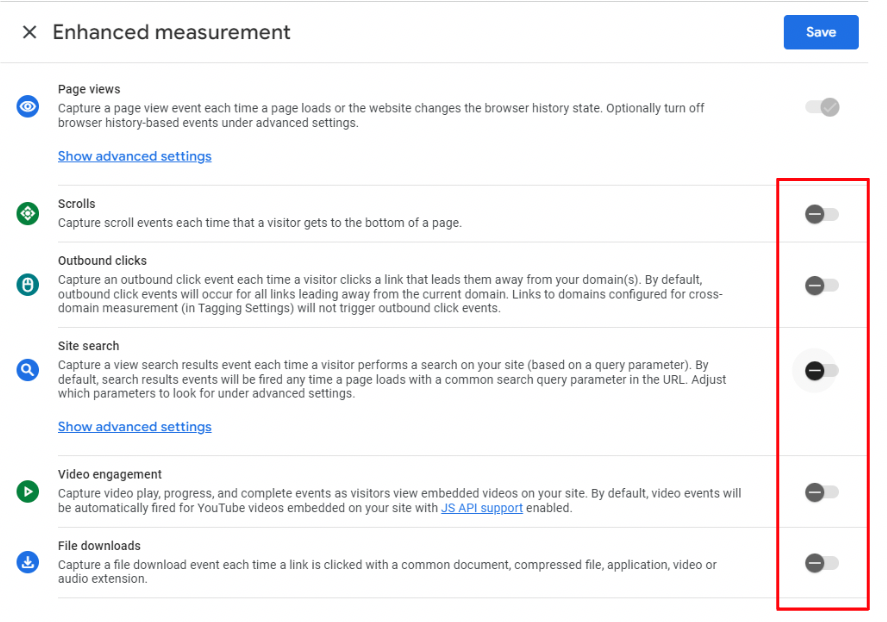 Enhanced measurement
Save
Page views
Capture a page view event each time a page loads or the website changes the browser history state. Optionally turn off
browser history-based events under advanced settings.
Show advanced settings
Scrolls
Capture scroll events each time that a visitor gets to the bottom of a page.
Outbound clicks
Capture an outbound click event each time a visitor clicks a link that leads them away from your domain(s). By default,
outbound click events will occur for all links leading away from the current domain. Links to domains configured for cross-
domain measurement (in Tagging Settings) will not trigger outbound click events.
Site search
Capture a view search results event each time a visitor performs a search on your site (based on a query parameter). By
default, search results events will be fired any time a page loads with a common search query parameter in the URL. Adjust
which parameters to look for under advanced settings.
Show advanced settings
Video engagement
Capture video play, progress, and complete events as visitors view embedded videos on your site. By default, video events will
be automatically fired for YouTube videos embedded on your site with JS API support enabled.
File downloads
Capture a file download event each time a link is clicked with a common document, compressed file, application, video or
audio extension.